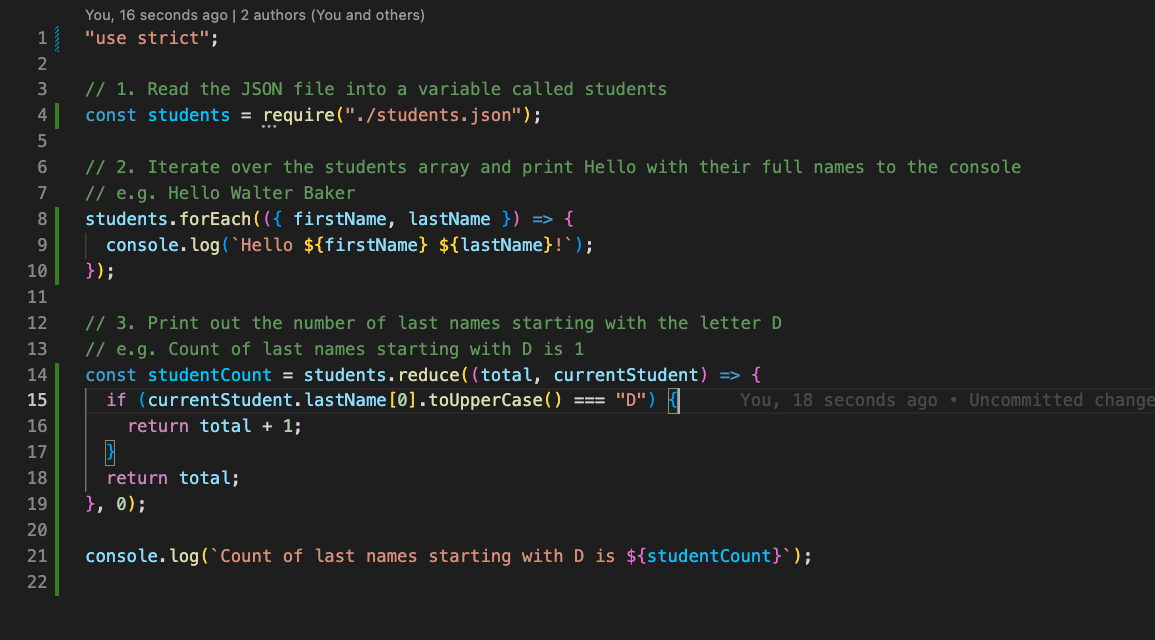 You, 16 seconds ago | 2 authors (You and others)
1 "use strict";
2
3 // 1. Read the JSON file into a variable called students
4 const students = require("./students.json");
5
6 // 2. Iterate over the students array and print Hello with their full names to the console
7 // e.g. Hello Walter Baker
8 students.forEach(({ firstName, lastName }) => {
9   console.log(`Hello ${firstName} ${lastName}!`);
10 });
11
12 // 3. Print out the number of last names starting with the letter D
13 // e.g. Count of last names starting with D is 1
14 const studentCount = students.reduce((total, currentStudent) => {
15   if (currentStudent.lastName[0].toUpperCase() === "D") { You, 18 seconds ago • Uncommitted change
16     return total + 1;
17   }
18   return total;
19 }, 0);
20
21 console.log(`Count of last names starting with D is ${studentCount}`);
22